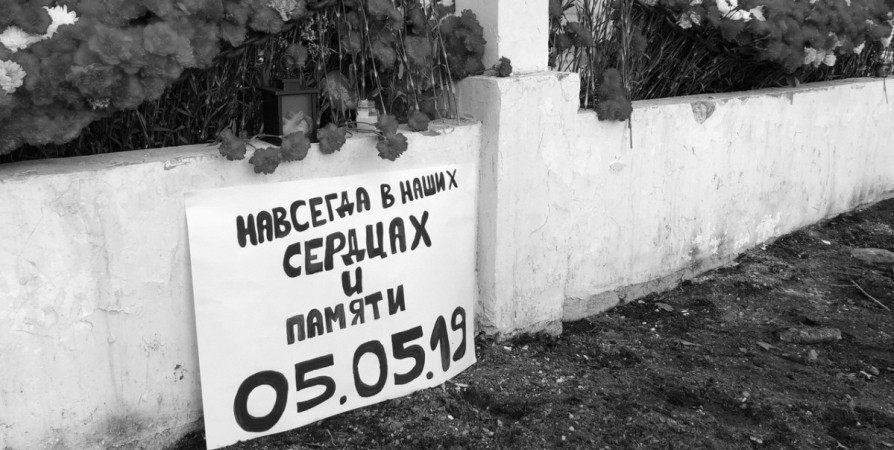 НАВСЕГДА В НАШИХ
СЕРДЦАХ
И
ПАМЯТИ
05.05.19